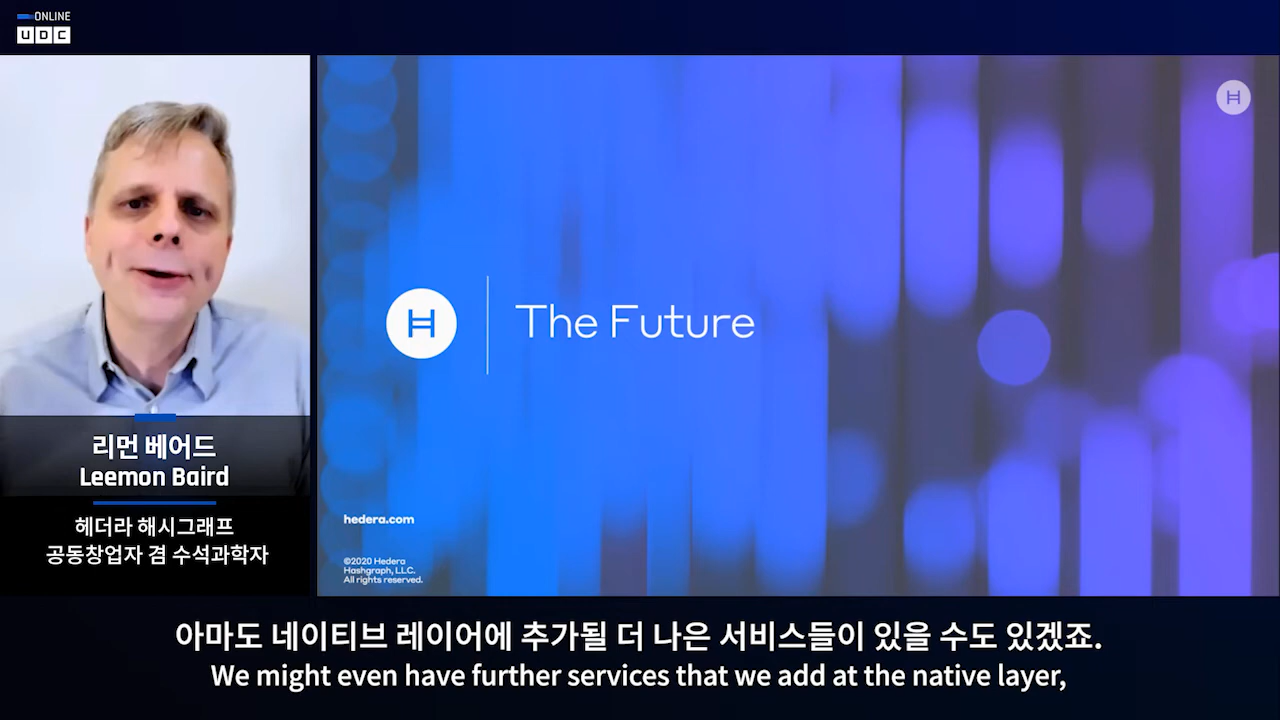 ONLINE
UDC
리먼 베어드
Leemon Baird
헤더라 해시그래프
공동창업자 겸 수석과학자
H
The Future
hedera.com
©2020 Hedera
Hashgraph, LLC.
All rights reserved.
H
아마도 네이티브 레이어에 추가될 더 나은 서비스들이 있을 수도 있겠죠.
We might even have further services that we add at the native layer,